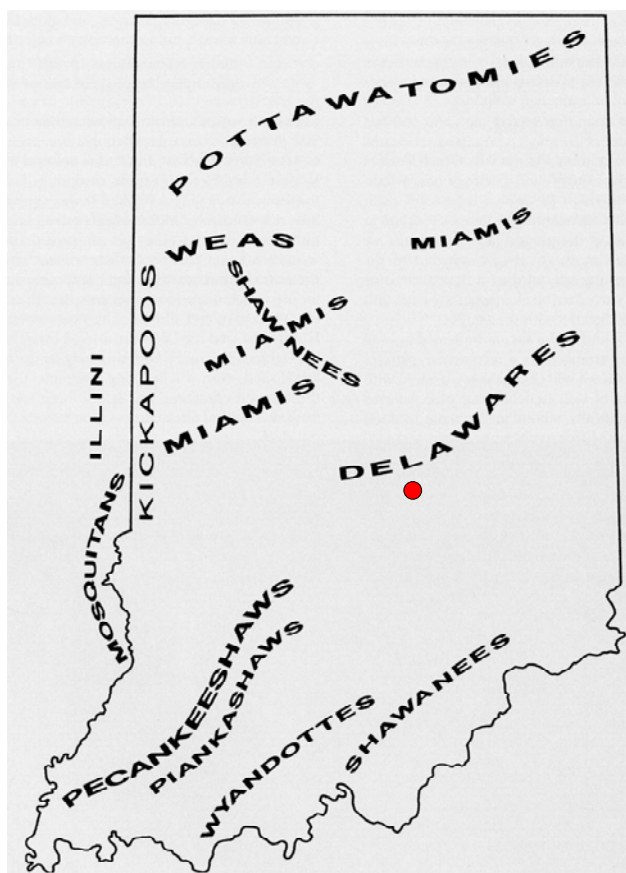 POTTAWATOMIES
WEAS
MIAMIS
SHAWNEES
MIAMIS
KICKAPOOS
ILLINI
MIAMIS
DELAWARES
MOSQUITANS
PECANKEESHAWS
PIANKASHAWS
WYANDOTTES
SHAWANEES